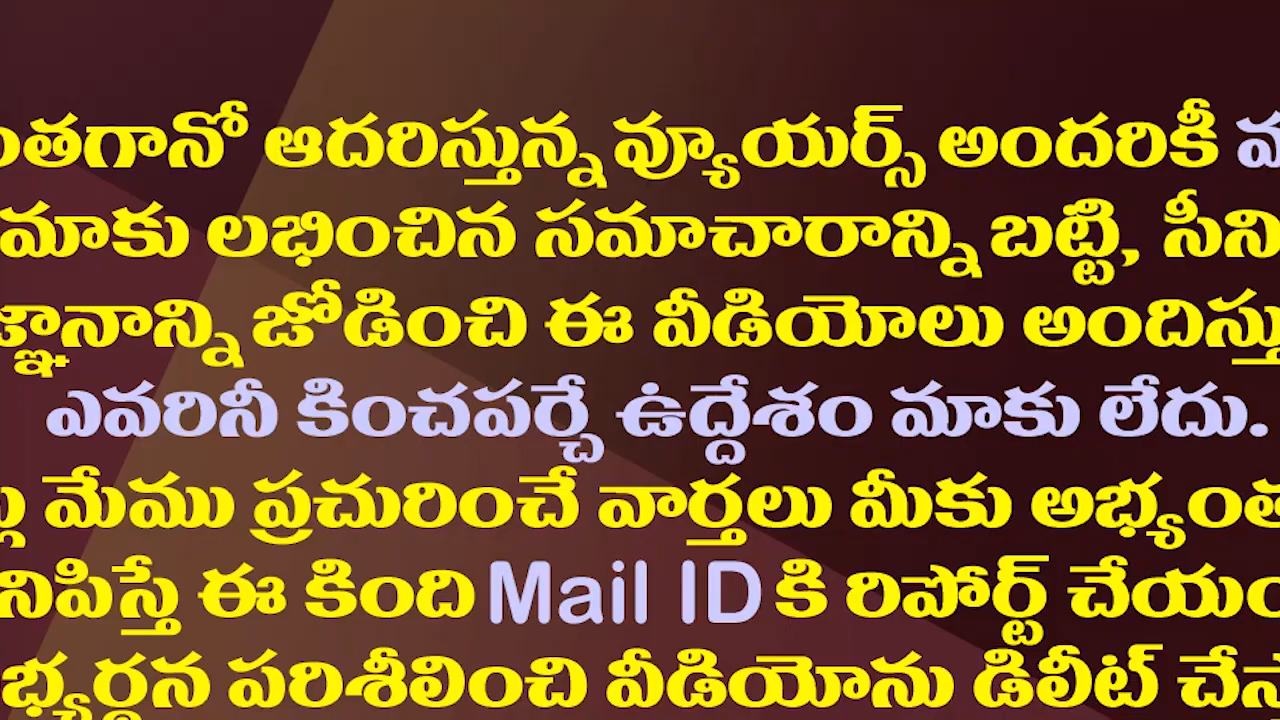 ఆదరిస్తున్న వ్యూయర్స్ అందరికీ
మాకు లభించిన సమాచారాన్ని బట్టి,
జోడించి ఈ వీడియోలు
ఎవరినీ కించపర్చే ఉద్దేశం మాకు లేదు.
మేము ప్రచురించే వార్తలు మీకు
ఈ కింది Mail ID కి రిపోర్ట్
పరిశీలించి వీడియోను డిలీట్